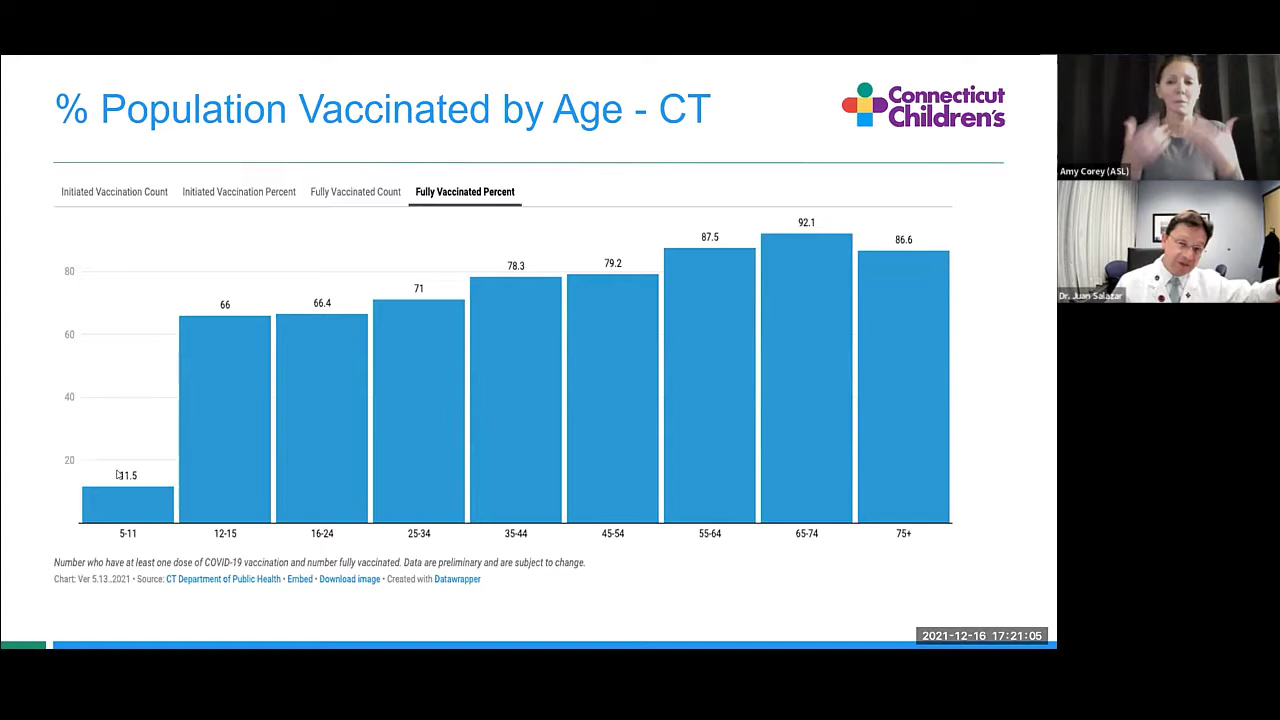 % Population Vaccinated by Age - CT
Connecticut
Children's
Amy Corey (ASL)
Dr. Juan Salazar
Initiated Vaccination Count Initiated Vaccination Percent Fully Vaccinated Count Fully Vaccinated Percent
80
60
40
20
11.5
66
66.4
71
78.3
79.2
87.5
92.1
86.6
5-11 12-15 16-24 25-34 35-44 45-54 55-64 65-74 75+
Number who have at least one dose of COVID-19 vaccination and number fully vaccinated. Data are preliminary and are subject to change.
Chart: Ver 5.13..2021 • Source: CT Department of Public Health • Embed • Download image • Created with Datawrapper
2021-12-16 17:21:05